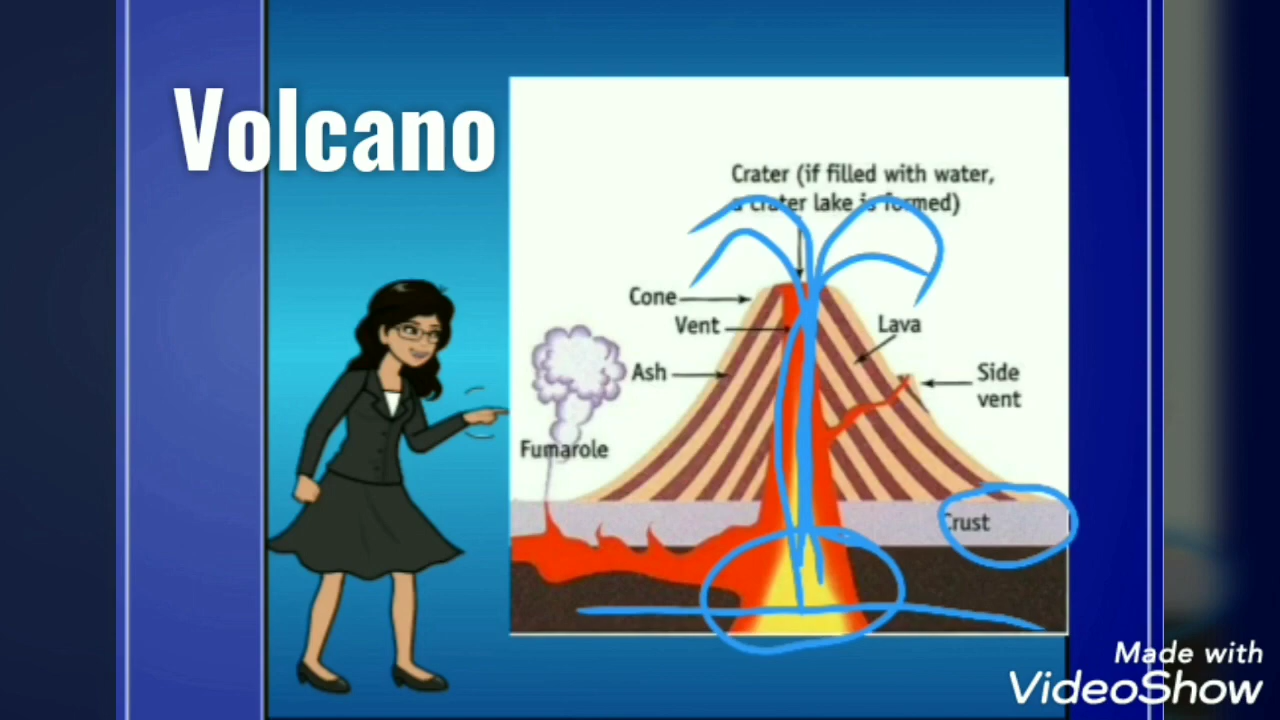 Volcano
Crater (if filled with water,
a crater lake is formed)
Cone
Vent
Lava
Ash
Side
vent
Fumarole
Crust
Made with
VideoShow